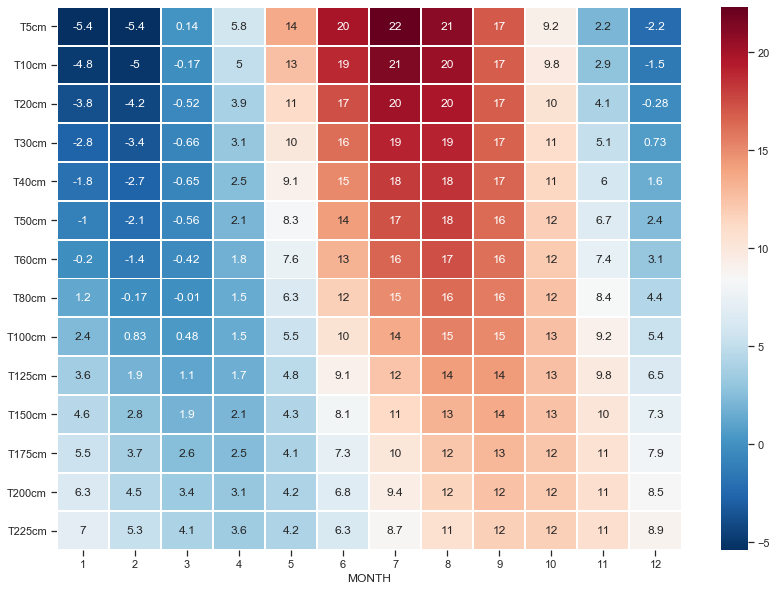 T5cm -5.4 -5.4 0.14 5.8 14 20 22 21 17 9.2 2.2 -2.2
T10cm -4.8 -5 -0.17 5 13 19 21 20 17 9.8 2.9 -1.5
T20cm -3.8 -4.2 -0.52 3.9 11 17 20 20 17 10 4.1 -0.28
T30cm -2.8 -3.4 -0.66 3.1 10 16 19 19 17 11 5.1 0.73
T40cm -1.8 -2.7 -0.65 2.5 9.1 15 18 18 17 11 6 1.6
T50cm -1 -2.1 -0.56 2.1 8.3 14 17 18 16 12 6.7 2.4
T60cm -0.2 -1.4 -0.42 1.8 7.6 13 16 17 16 12 7.4 3.1
T80cm 1.2 -0.17 -0.01 1.5 6.3 12 15 16 16 12 8.4 4.4
T100cm 2.4 0.83 0.48 1.5 5.5 10 14 15 15 13 9.2 5.4
T125cm 3.6 1.9 1.1 1.7 4.8 9.1 12 14 14 13 9.8 6.5
T150cm 4.6 2.8 1.9 2.1 4.3 8.1 11 13 14 13 10 7.3
T175cm 5.5 3.7 2.6 2.5 4.1 7.3 10 12 13 12 11 7.9
T200cm 6.3 4.5 3.4 3.1 4.2 6.8 9.4 12 12 12 11 8.5
T225cm 7 5.3 4.1 3.6 4.2 6.3 8.7 11 12 12 11 8.9
1 2 3 4 5 6 7 8 9 10 11 12
MONTH
20
15
10
5
0
−5